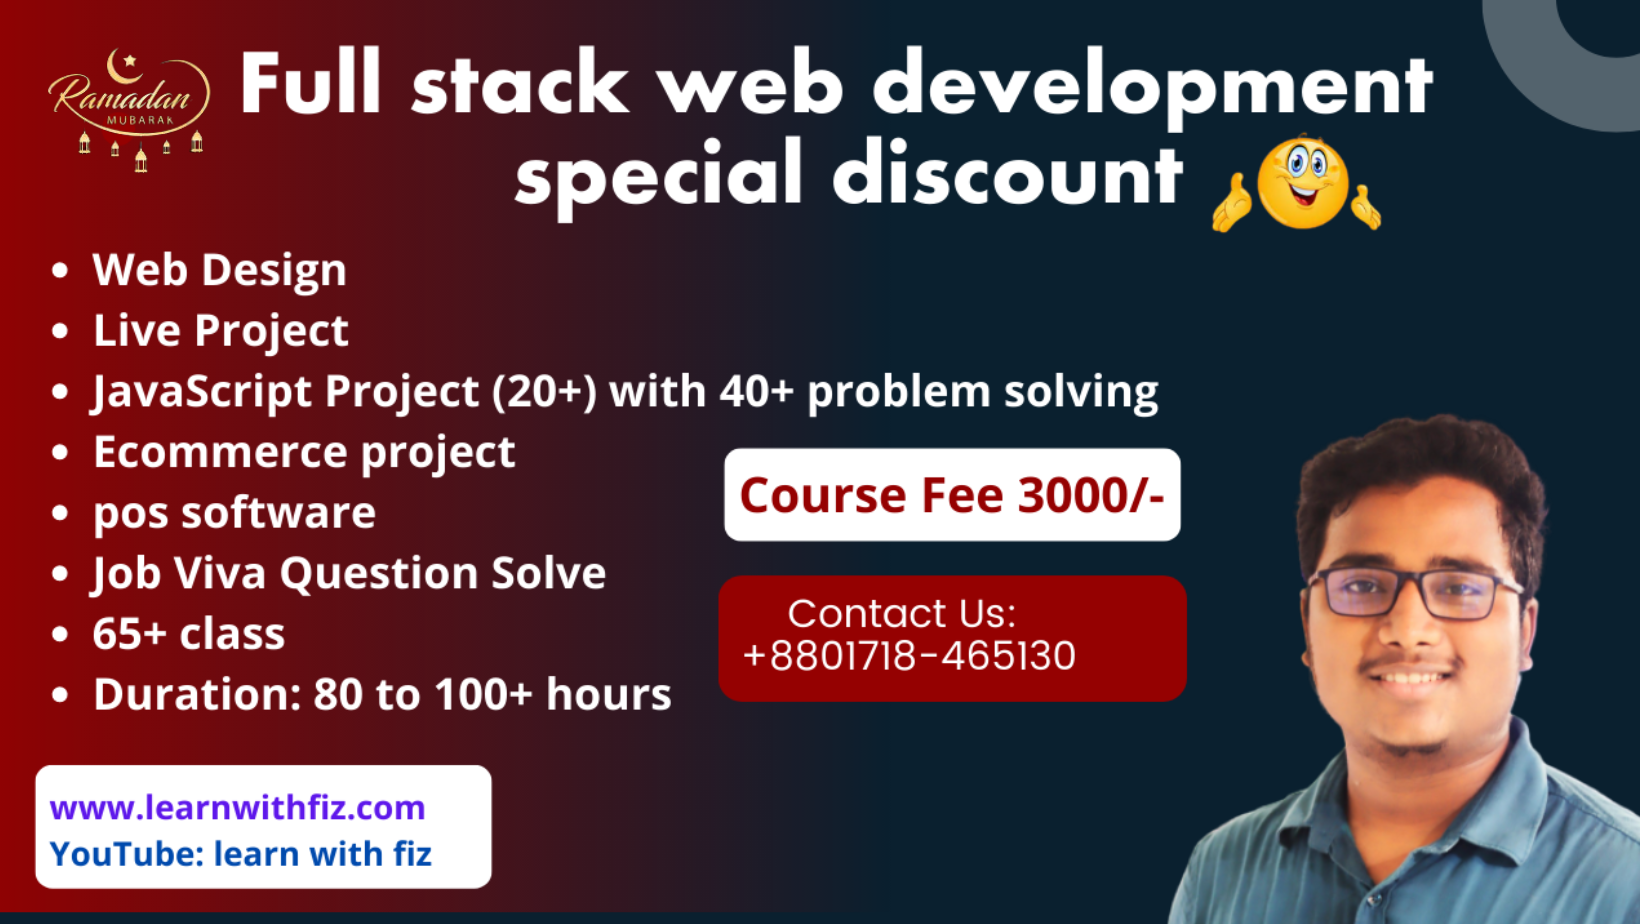 Ramadan
MUBARAK
Full stack web development
special discount
Web Design
Live Project
JavaScript Project (20+) with 40+ problem solving
Ecommerce project
pos software
Job Viva Question Solve
65+ class
Duration: 80 to 100+ hours
Course Fee 3000/-
Contact Us:
+8801718-465130
www.learnwithfiz.com
YouTube: learn with fiz